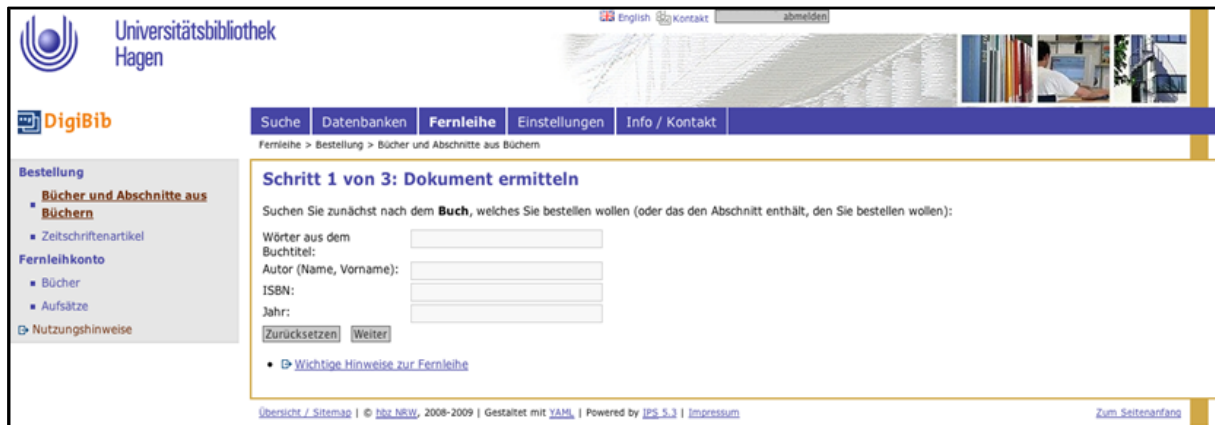 Universitätsbibliothek
Hagen
English Kontakt abmelden
DigiBib
Suche Datenbanken Fernleihe Einstellungen Info / Kontakt
Fernleihe > Bestellung > Bücher und Abschnitte aus Büchern
Bestellung
Bücher und Abschnitte aus
Büchern
Zeitschriftenartikel
Fernleihkonto
Bücher
Aufsätze
Nutzungshinweise
Schritt 1 von 3: Dokument ermitteln
Suchen Sie zunächst nach dem Buch, welches Sie bestellen wollen (oder das den Abschnitt enthält, den Sie bestellen wollen):
Wörter aus dem
Buchtitel:
Autor (Name, Vorname):
ISBN:
Jahr:
Zurücksetzen Weiter
• Wichtige Hinweise zur Fernleihe
Übersicht / Sitemap | © hbz NRW, 2008-2009 | Gestaltet mit YAML | Powered by IPS 5.3 | Impressum Zum Seitenanfang